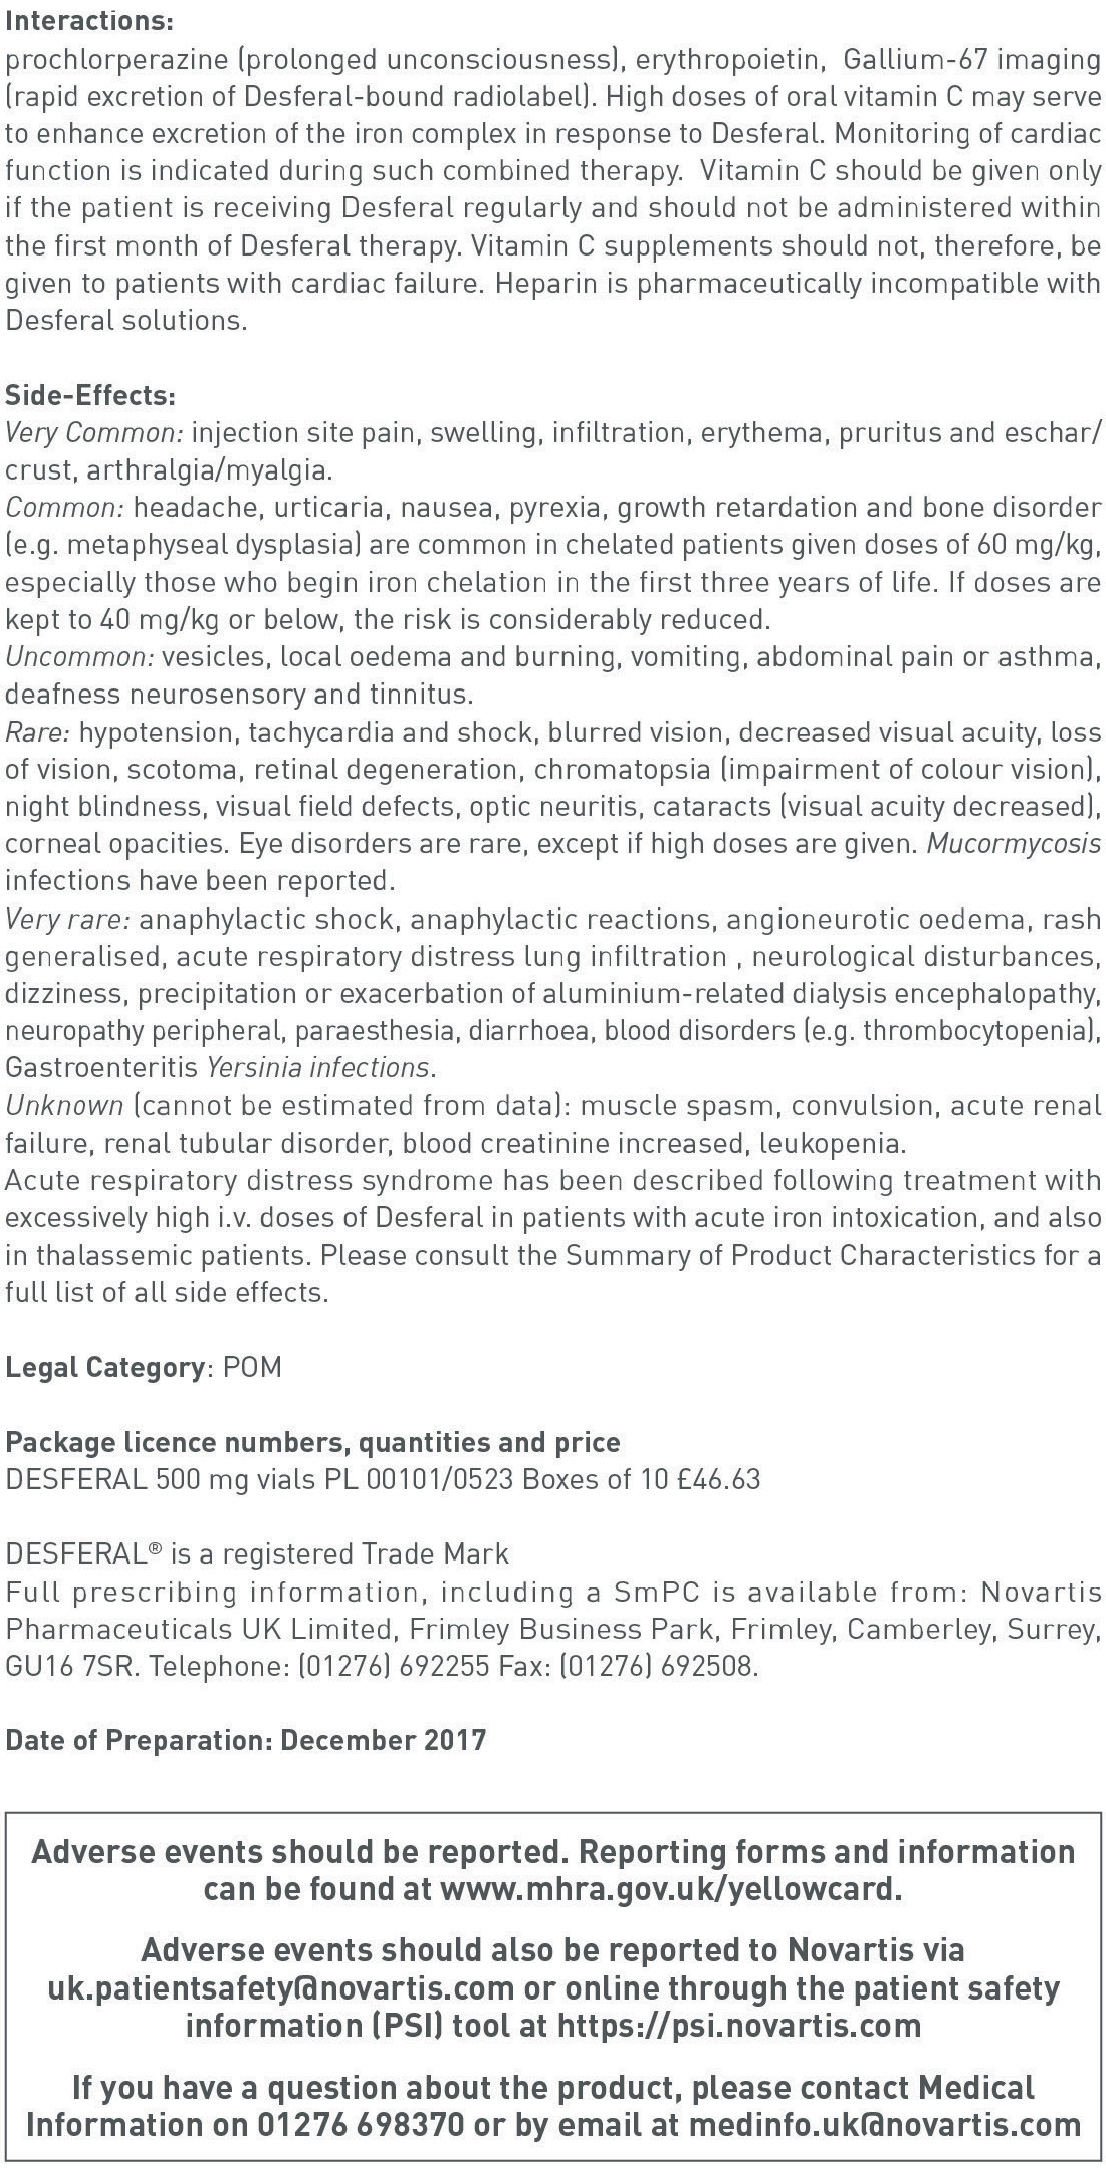 Interactions:
prochlorperazine (prolonged unconsciousness), erythropoietin, Gallium-67 imaging
(rapid excretion of Desferal-bound radiolabel). High doses of oral vitamin C may serve
to enhance excretion of the iron complex in response to Desferal. Monitoring of cardiac
function is indicated during such combined therapy. Vitamin C should be given only
if the patient is receiving Desferal regularly and should not be administered within
the first month of Desferal therapy. Vitamin C supplements should not, therefore, be
given to patients with cardiac failure. Heparin is pharmaceutically incompatible with
Desferal solutions.
Side-Effects:
Very Common: injection site pain, swelling, infiltration, erythema, pruritus and eschar/
crust, arthralgia/myalgia.
Common: headache, urticaria, nausea, pyrexia, growth retardation and bone disorder
(e.g. metaphyseal dysplasia) are common in chelated patients given doses of 60 mg/kg,
especially those who begin iron chelation in the first three years of life. If doses are
kept to 40 mg/kg or below, the risk is considerably reduced.
Uncommon: vesicles, local oedema and burning, vomiting, abdominal pain or asthma,
deafness neurosensory and tinnitus.
Rare: hypotension, tachycardia and shock, blurred vision, decreased visual acuity, loss
of vision, scotoma, retinal degeneration, chromatopsia (impairment of colour vision),
night blindness, visual field defects, optic neuritis, cataracts (visual acuity decreased),
corneal opacities. Eye disorders are rare, except if high doses are given. Mucormycosis
infections have been reported.
Very rare: anaphylactic shock, anaphylactic reactions, angioneurotic oedema, rash
generalised, acute respiratory distress lung infiltration , neurological disturbances,
dizziness, precipitation or exacerbation of aluminium-related dialysis encephalopathy,
neuropathy peripheral, paraesthesia, diarrhoea, blood disorders (e.g. thrombocytopenia),
Gastroenteritis Yersinia infections.
Unknown (cannot be estimated from data): muscle spasm, convulsion, acute renal
failure, renal tubular disorder, blood creatinine increased, leukopenia.
Acute respiratory distress syndrome has been described following treatment with
excessively high i.v. doses of Desferal in patients with acute iron intoxication, and also
in thalassemic patients. Please consult the Summary of Product Characteristics for a
full list of all side effects.
Legal Category: POM
Package licence numbers, quantities and price
DESFERAL 500 mg vials PL 00101/0523 Boxes of 10 £46.63
DESFERAL® is a registered Trade Mark
Full prescribing information, including a SmPC is available from: Novartis
Pharmaceuticals UK Limited, Frimley Business Park, Frimley, Camberley, Surrey,
GU16 7SR. Telephone: (01276) 692255 Fax: (01276) 692508.
Date of Preparation: December 2017
Adverse events should be reported. Reporting forms and information
can be found at www.mhra.gov.uk/yellowcard.
Adverse events should also be reported to Novartis via
uk.patientsafety@novartis.com or online through the patient safety
information (PSI) tool at https://psi.novartis.com
If you have a question about the product, please contact Medical
Information on 01276 698370 or by email at medinfo.uk@novartis.com